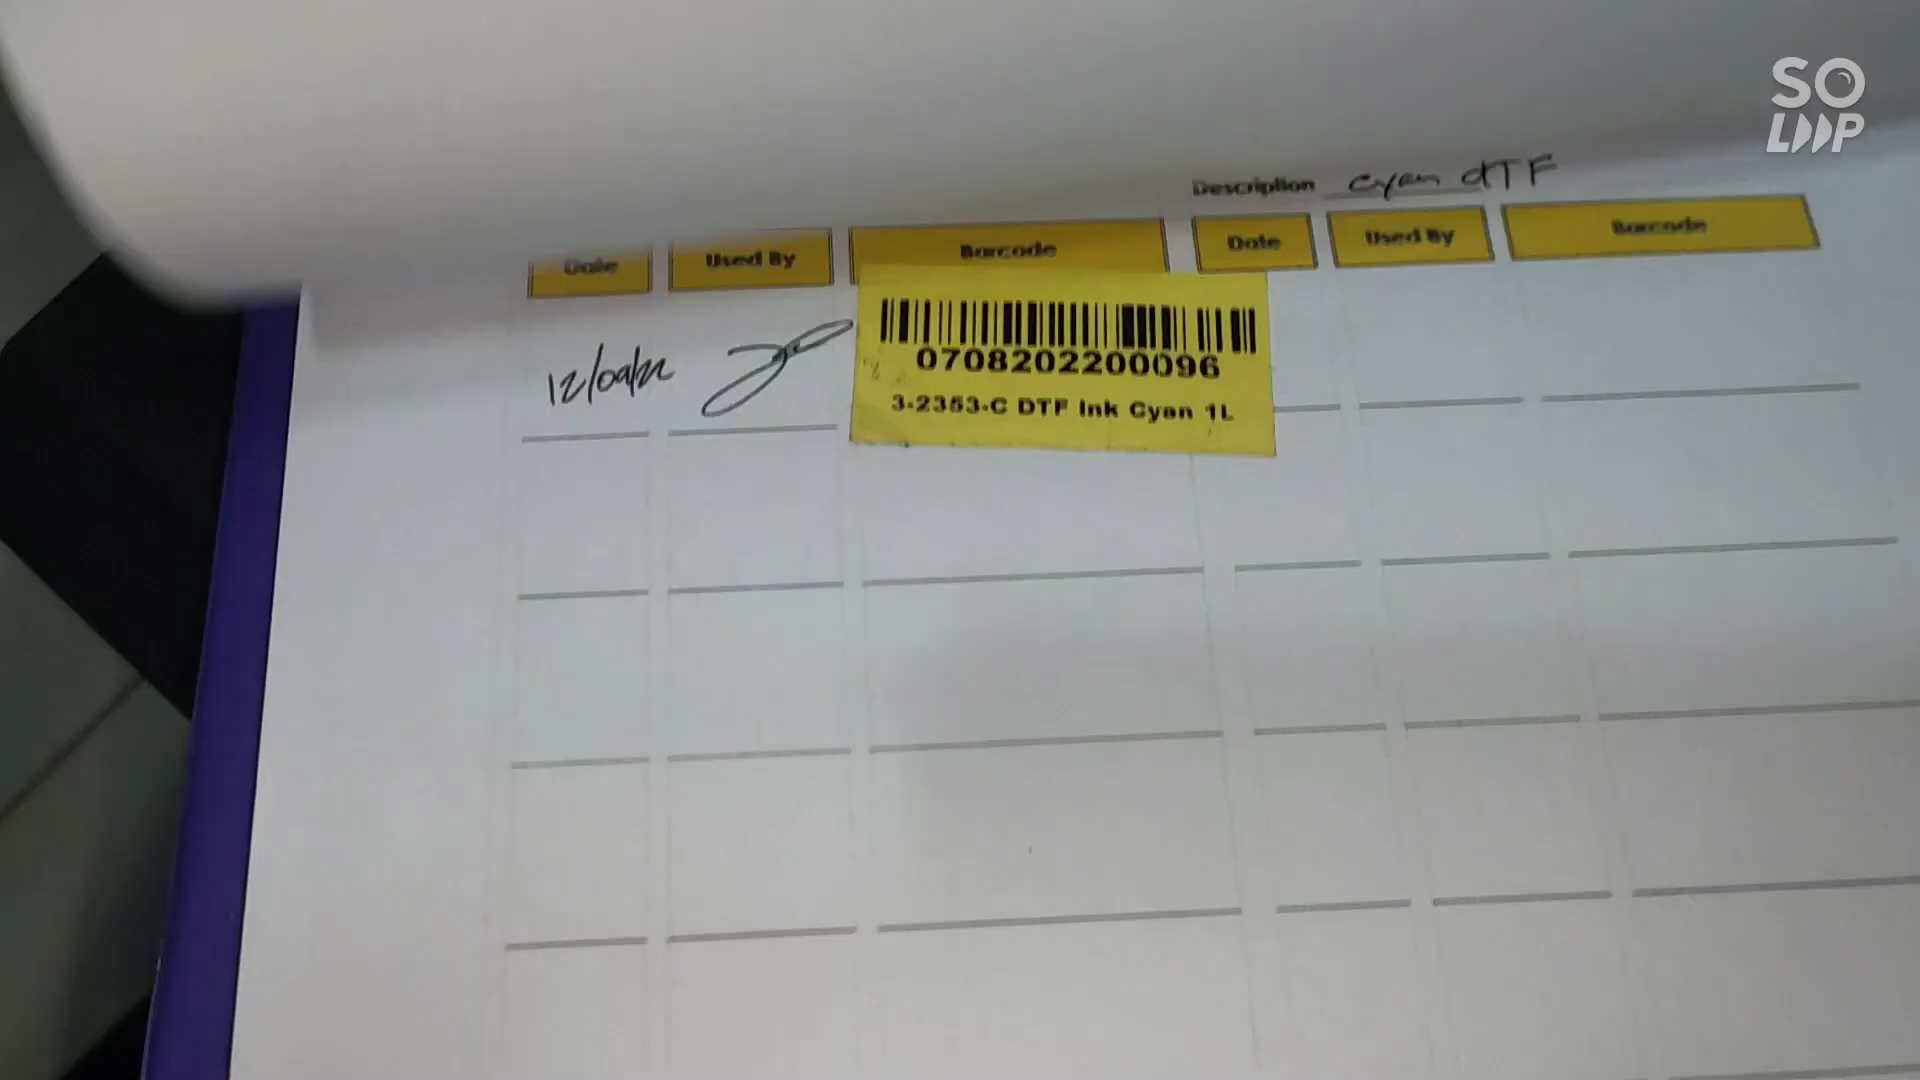 SO
LOOP
Description cyan dTF
Date Used By Barcode Date Used By Barcode
12/09/22
0708202200096
3-2353-C DTF Ink Cyan 1L